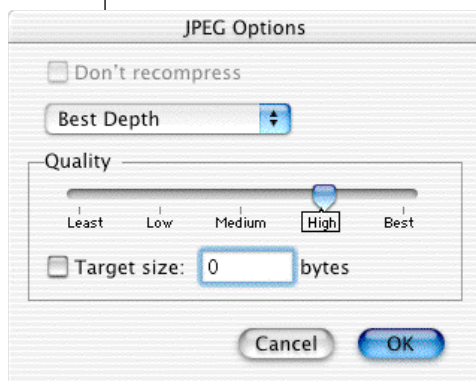 JPEG Options
Don't recompress
Best Depth
Quality
Least Low Medium High Best
Target size: 0 bytes
Cancel OK